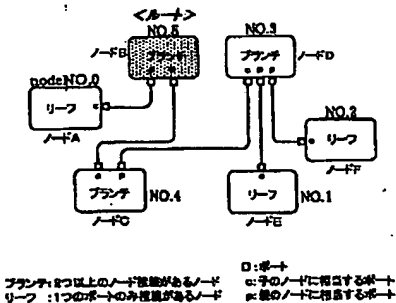 <ルート>
NO.5
ノードB
ブランチ
c c
NO.3
ノードD
ブランチ
c p c
nodeNO.0
リーフ
ノードA
NO.2
リーフ
ノードF
ブランチ
NO.4
ノードC
リーフ
NO.1
ノードE
ブランチ:2つ以上のノード接続があるノード
リーフ :1つのポートのみ接続があるノード
□:ポート
c:子のノードに相当するポート
p:親のノードに相当するポート